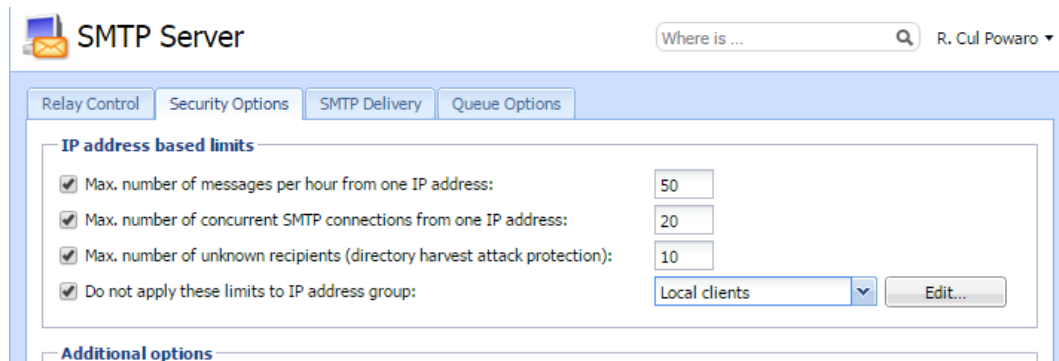 SMTP Server
Where is ...
R. Cul Powaro
Relay Control Security Options SMTP Delivery Queue Options
IP address based limits
Max. number of messages per hour from one IP address: 50
Max. number of concurrent SMTP connections from one IP address: 20
Max. number of unknown recipients (directory harvest attack protection): 10
Do not apply these limits to IP address group: Local clients Edit...
Additional options